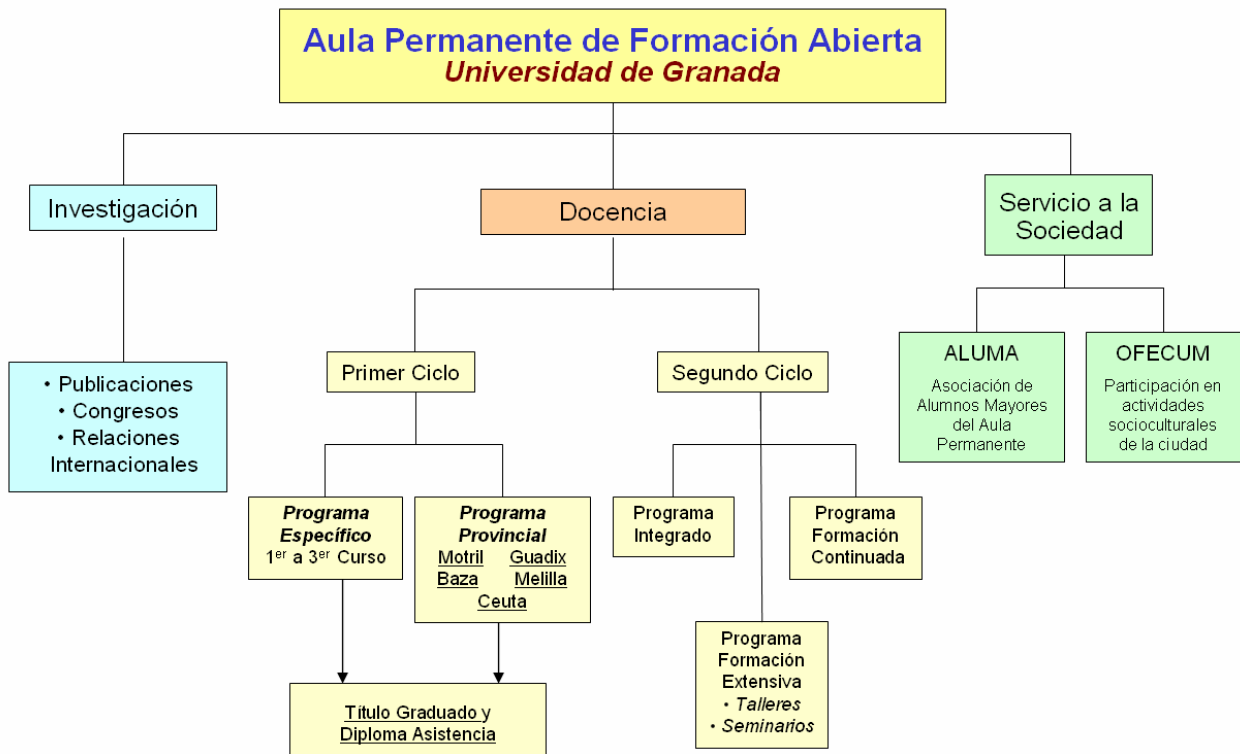 Aula Permanente de Formación Abierta
Universidad de Granada
Investigación
Docencia
Servicio a la
Sociedad
• Publicaciones
• Congresos
• Relaciones
Internacionales
Primer Ciclo
Segundo Ciclo
ALUMA
Asociación de
Alumnos Mayores
del Aula
Permanente
OFECUM
Participación en
actividades
socioculturales
de la ciudad
Programa
Específico
1er a 3er Curso
Programa
Provincial
Motril Guadix
Baza Melilla
Ceuta
Programa
Integrado
Programa
Formación
Continuada
Programa
Formación
Extensiva
• Talleres
• Seminarios
Título Graduado y
Diploma Asistencia